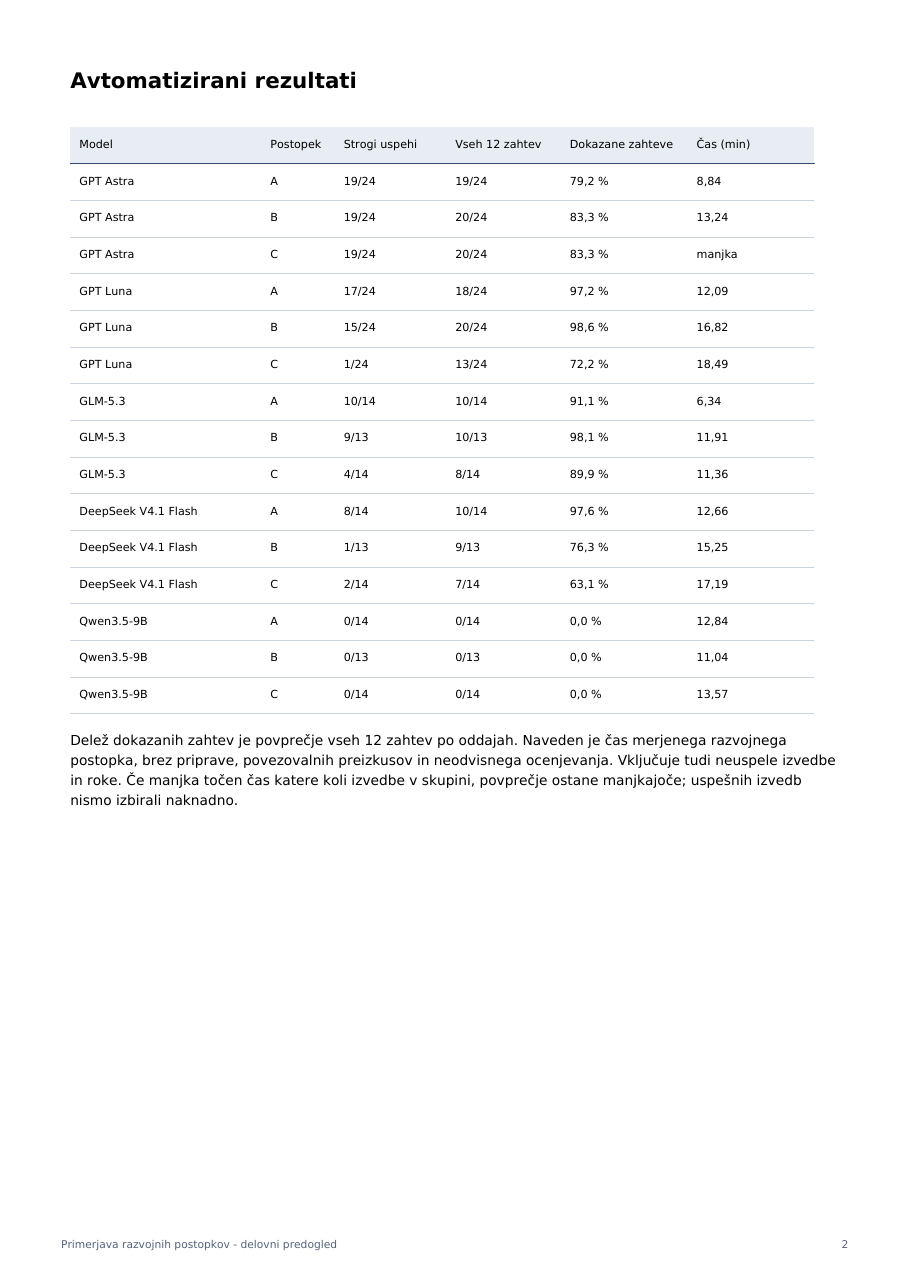 Avtomatizirani rezultati
Model Postopek Strogi uspehi Vseh 12 zahtev Dokazane zahteve Čas (min)
GPT Astra A 19/24 19/24 79,2 % 8,84
GPT Astra B 19/24 20/24 83,3 % 13,24
GPT Astra C 19/24 20/24 83,3 % manjka
GPT Luna A 17/24 18/24 97,2 % 12,09
GPT Luna B 15/24 20/24 98,6 % 16,82
GPT Luna C 1/24 13/24 72,2 % 18,49
GLM-5.3 A 10/14 10/14 91,1 % 6,34
GLM-5.3 B 9/13 10/13 98,1 % 11,91
GLM-5.3 C 4/14 8/14 89,9 % 11,36
DeepSeek V4.1 Flash A 8/14 10/14 97,6 % 12,66
DeepSeek V4.1 Flash B 1/13 9/13 76,3 % 15,25
DeepSeek V4.1 Flash C 2/14 7/14 63,1 % 17,19
Qwen3.5-9B A 0/14 0/14 0,0 % 12,84
Qwen3.5-9B B 0/13 0/13 0,0 % 11,04
Qwen3.5-9B C 0/14 0/14 0,0 % 13,57
Delež dokazanih zahtev je povprečje vseh 12 zahtev po oddajah. Naveden je čas merjenega razvojnega
postopka, brez priprave, povezovalnih preizkusov in neodvisnega ocenjevanja. Vključuje tudi neuspele izvedbe
in roke. Če manjka točen čas katere koli izvedbe v skupini, povprečje ostane manjkajoče; uspešnih izvedb
nismo izbirali naknadno.
Primerjava razvojnih postopkov - delovni predogled 2